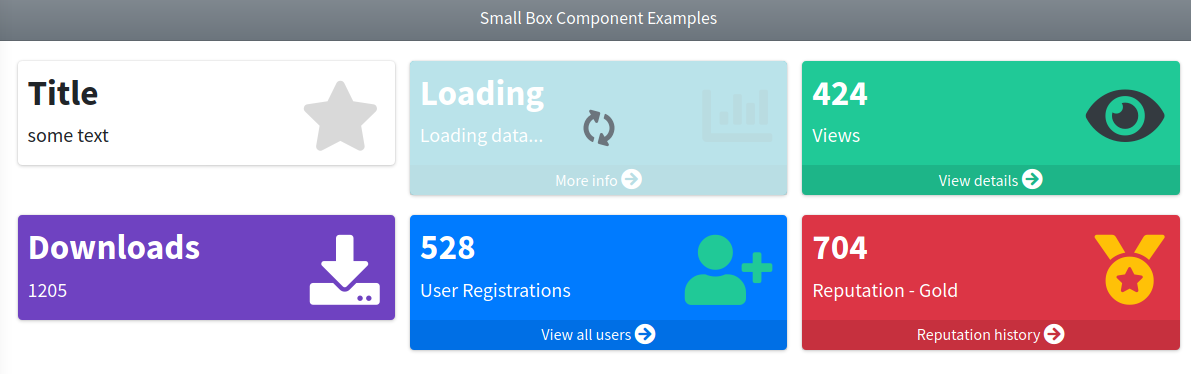 Small Box Component Examples
Title
some text
Loading
Loading data...
More info
424
Views
View details
Downloads
1205
528
User Registrations
View all users
704
Reputation - Gold
Reputation history